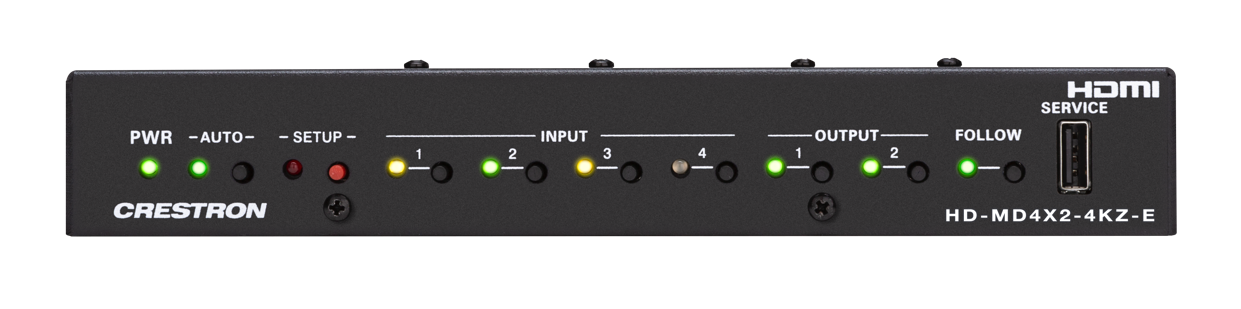 HDMI
SERVICE
PWR -AUTO- - SETUP - INPUT OUTPUT FOLLOW
1 2 3 4 1 2
CRESTRON
HD-MD4X2-4KZ-E